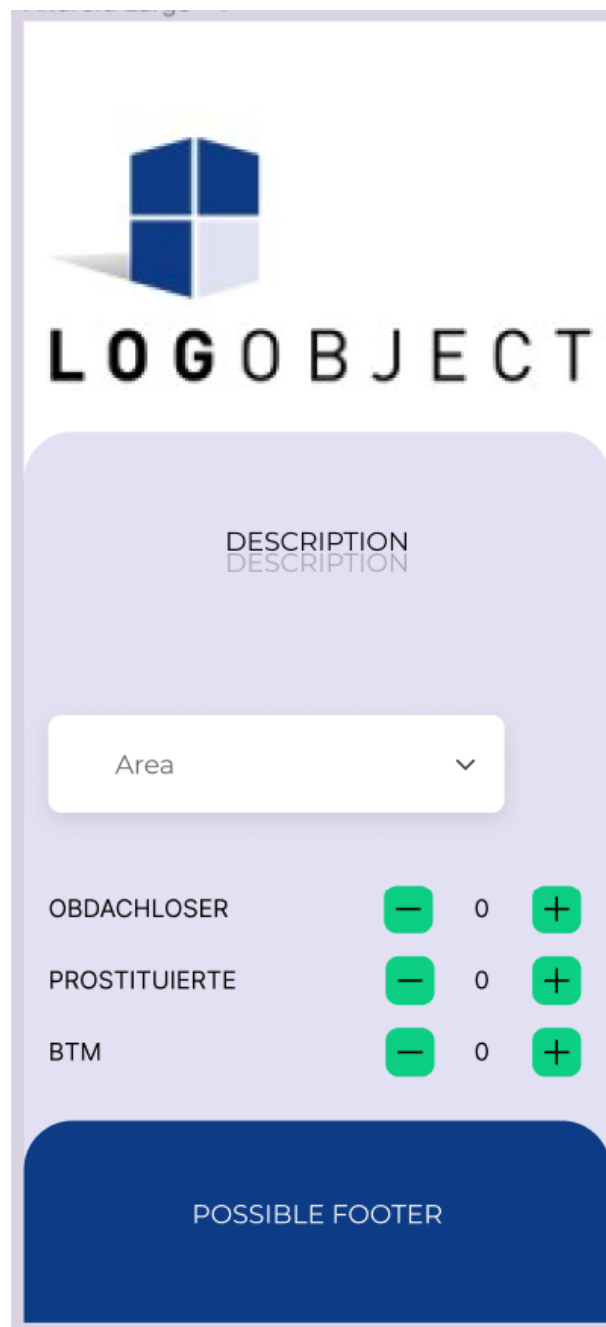 LOGOBJECT
DESCRIPTION
DESCRIPTION
Area
OBDACHLOSER 0
PROSTITUIERTE 0
BTM 0
POSSIBLE FOOTER